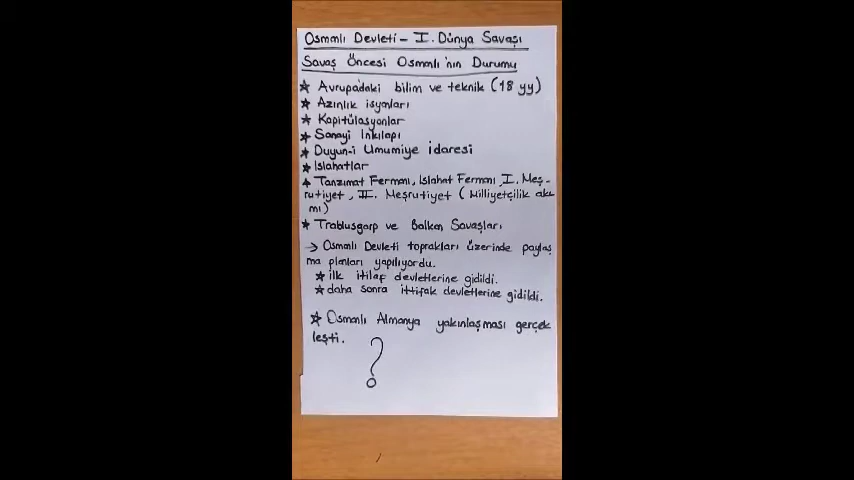 Osmanlı Devleti - I. Dünya Savaşı
Savaş Öncesi Osmanlı'nın Durumu
★ Avrupadaki bilim ve teknik (18 yy)
★ Azınlık isyanları
★ Kapitülasyonlar
★ Sanayi İnkılapı
★ Duyun-i Umumiye idaresi
★ Islahatlar
★ Tanzimat Fermanı, Islahat Fermanı, I. Meş-
rutiyet, II. Meşrutiyet (Milliyetçilik akı
mı)
★ Trablusgarp ve Balkan Savaşları
→ Osmanlı Devleti toprakları üzerinde paylaş
ma planları yapılıyordu.
★ ilk itilaf devletlerine gidildi.
★ daha sonra ittifak devletlerine gidildi.
★ Osmanlı Almanya yakınlaşması gerçek
leşti.
?